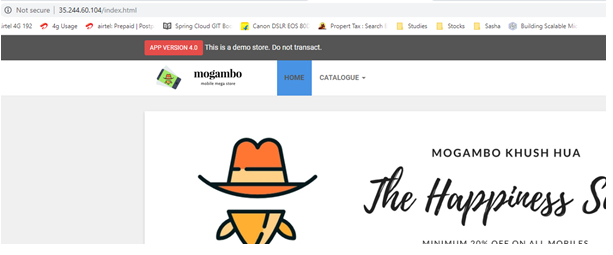 Not secure | 35.244.60.104/index.html
airtel 4G 192 4g Usage airtel Prepaid | Posta Spring Cloud GIT Bo Canon DSLR EOS 80 Propert Tax : Search Studies Stocks Sasha Building Scalable Mi
APP VERSION 4.0 This is a demo store. Do not transact.
mogambo
mobile mega store
HOME CATALOGUE
MOGAMBO KHUSH HUA
The Happiness S
MINIMUM 20% OFF ON ALL MOBILES